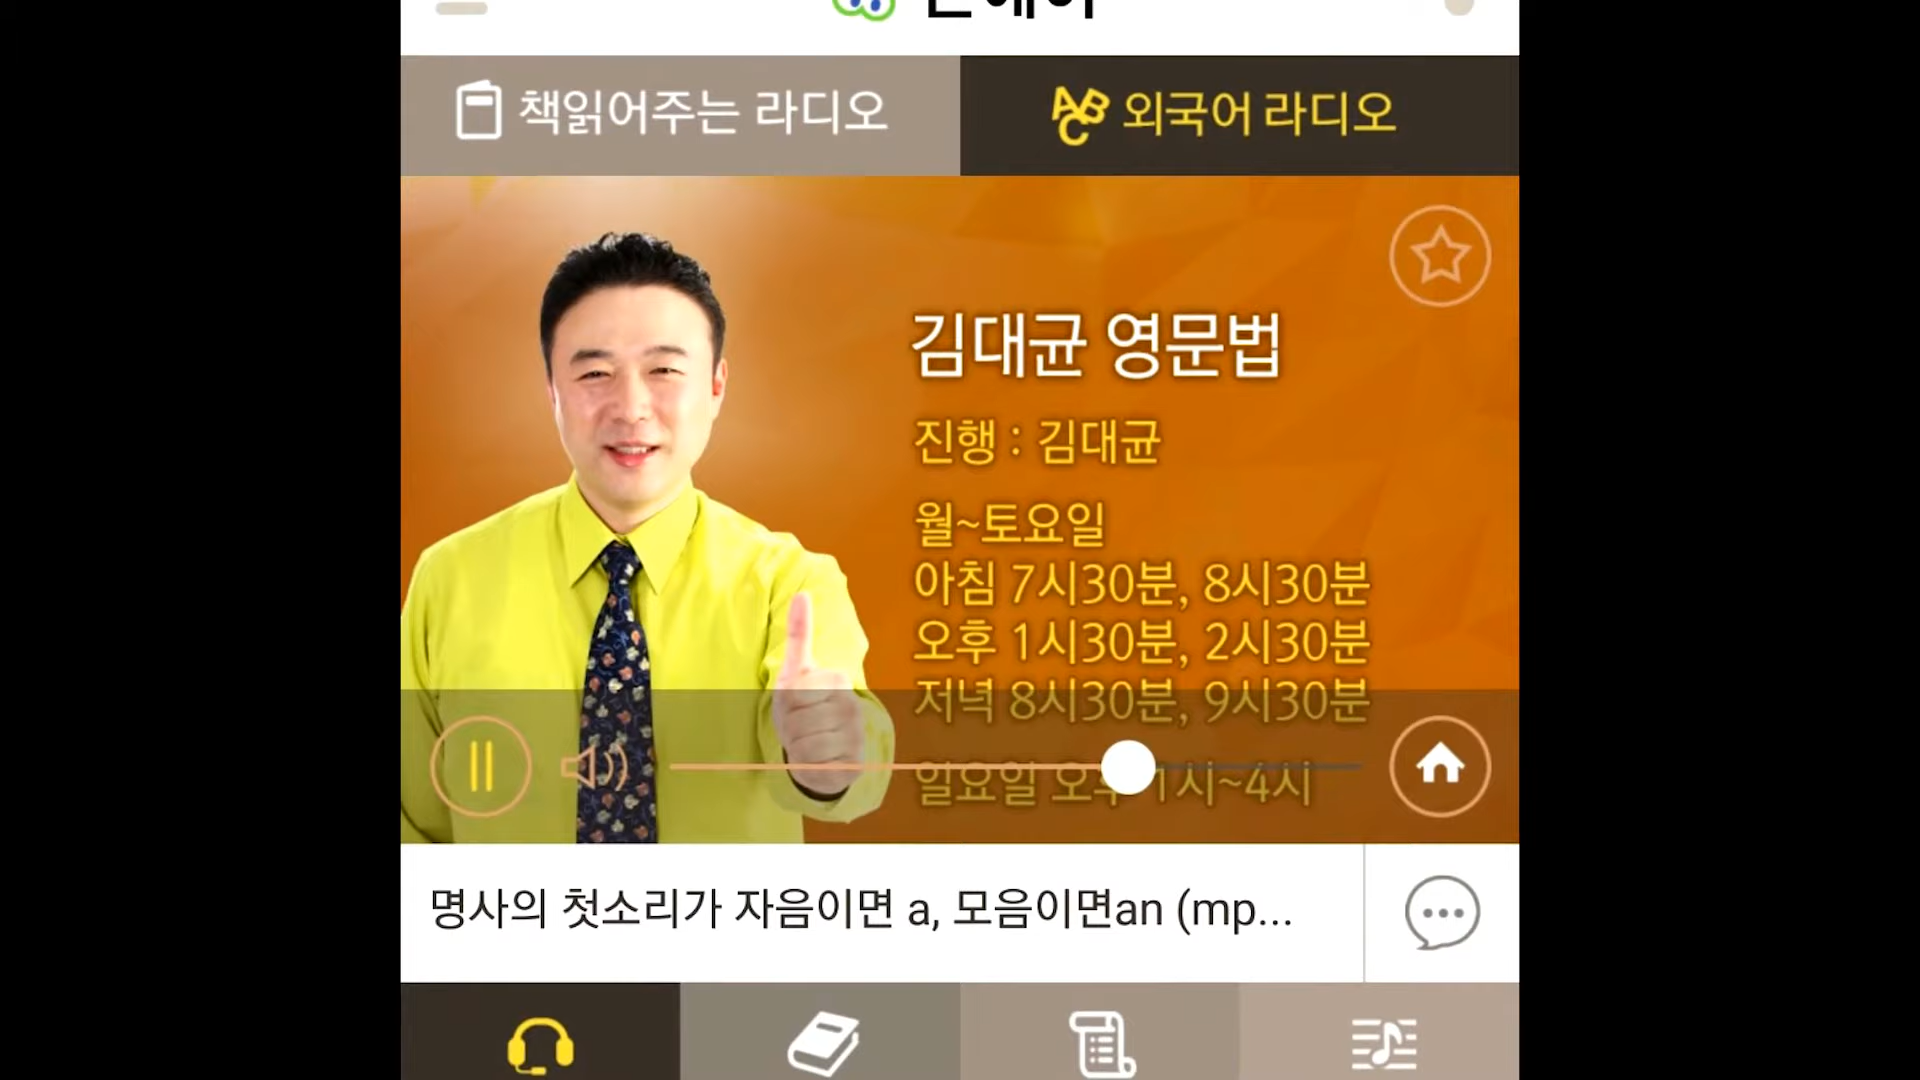 책읽어주는 라디오
ABC 외국어 라디오
김대균 영문법
진행 : 김대균
월~토요일
아침 7시30분, 8시30분
오후 1시30분, 2시30분
저녁 8시30분, 9시30분
일요일 오후 1시~4시
명사의 첫소리가 자음이면 a, 모음이면an (mp...